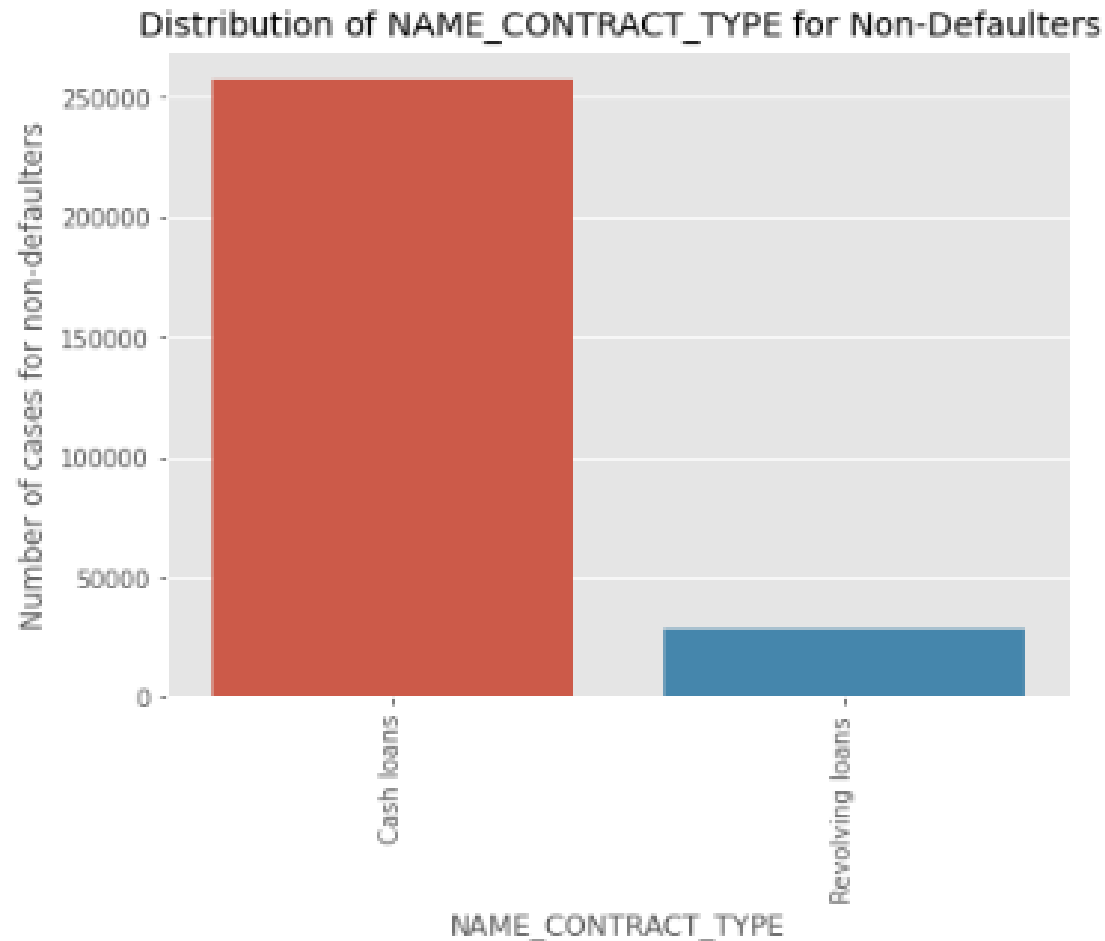 Distribution of NAME_CONTRACT_TYPE for Non-Defaulters
Number of cases for non-defaulters
250000
200000
150000
100000
50000
0
Cash loans
Revolving loans
NAME_CONTRACT_TYPE